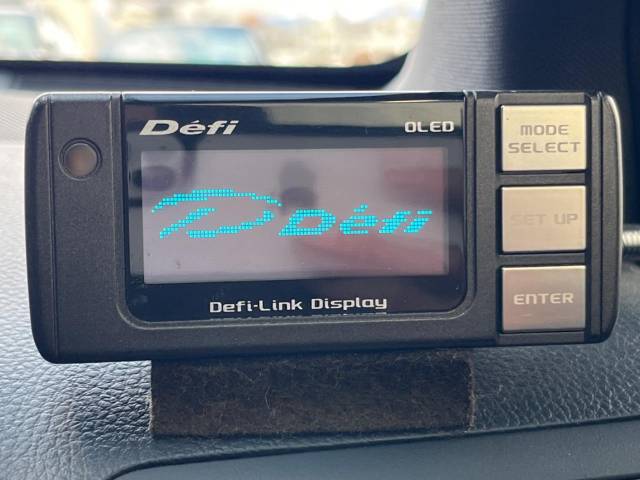 Défi
OLED
MODE
SELECT
Défi
SET UP
ENTER
Defi-Link Display